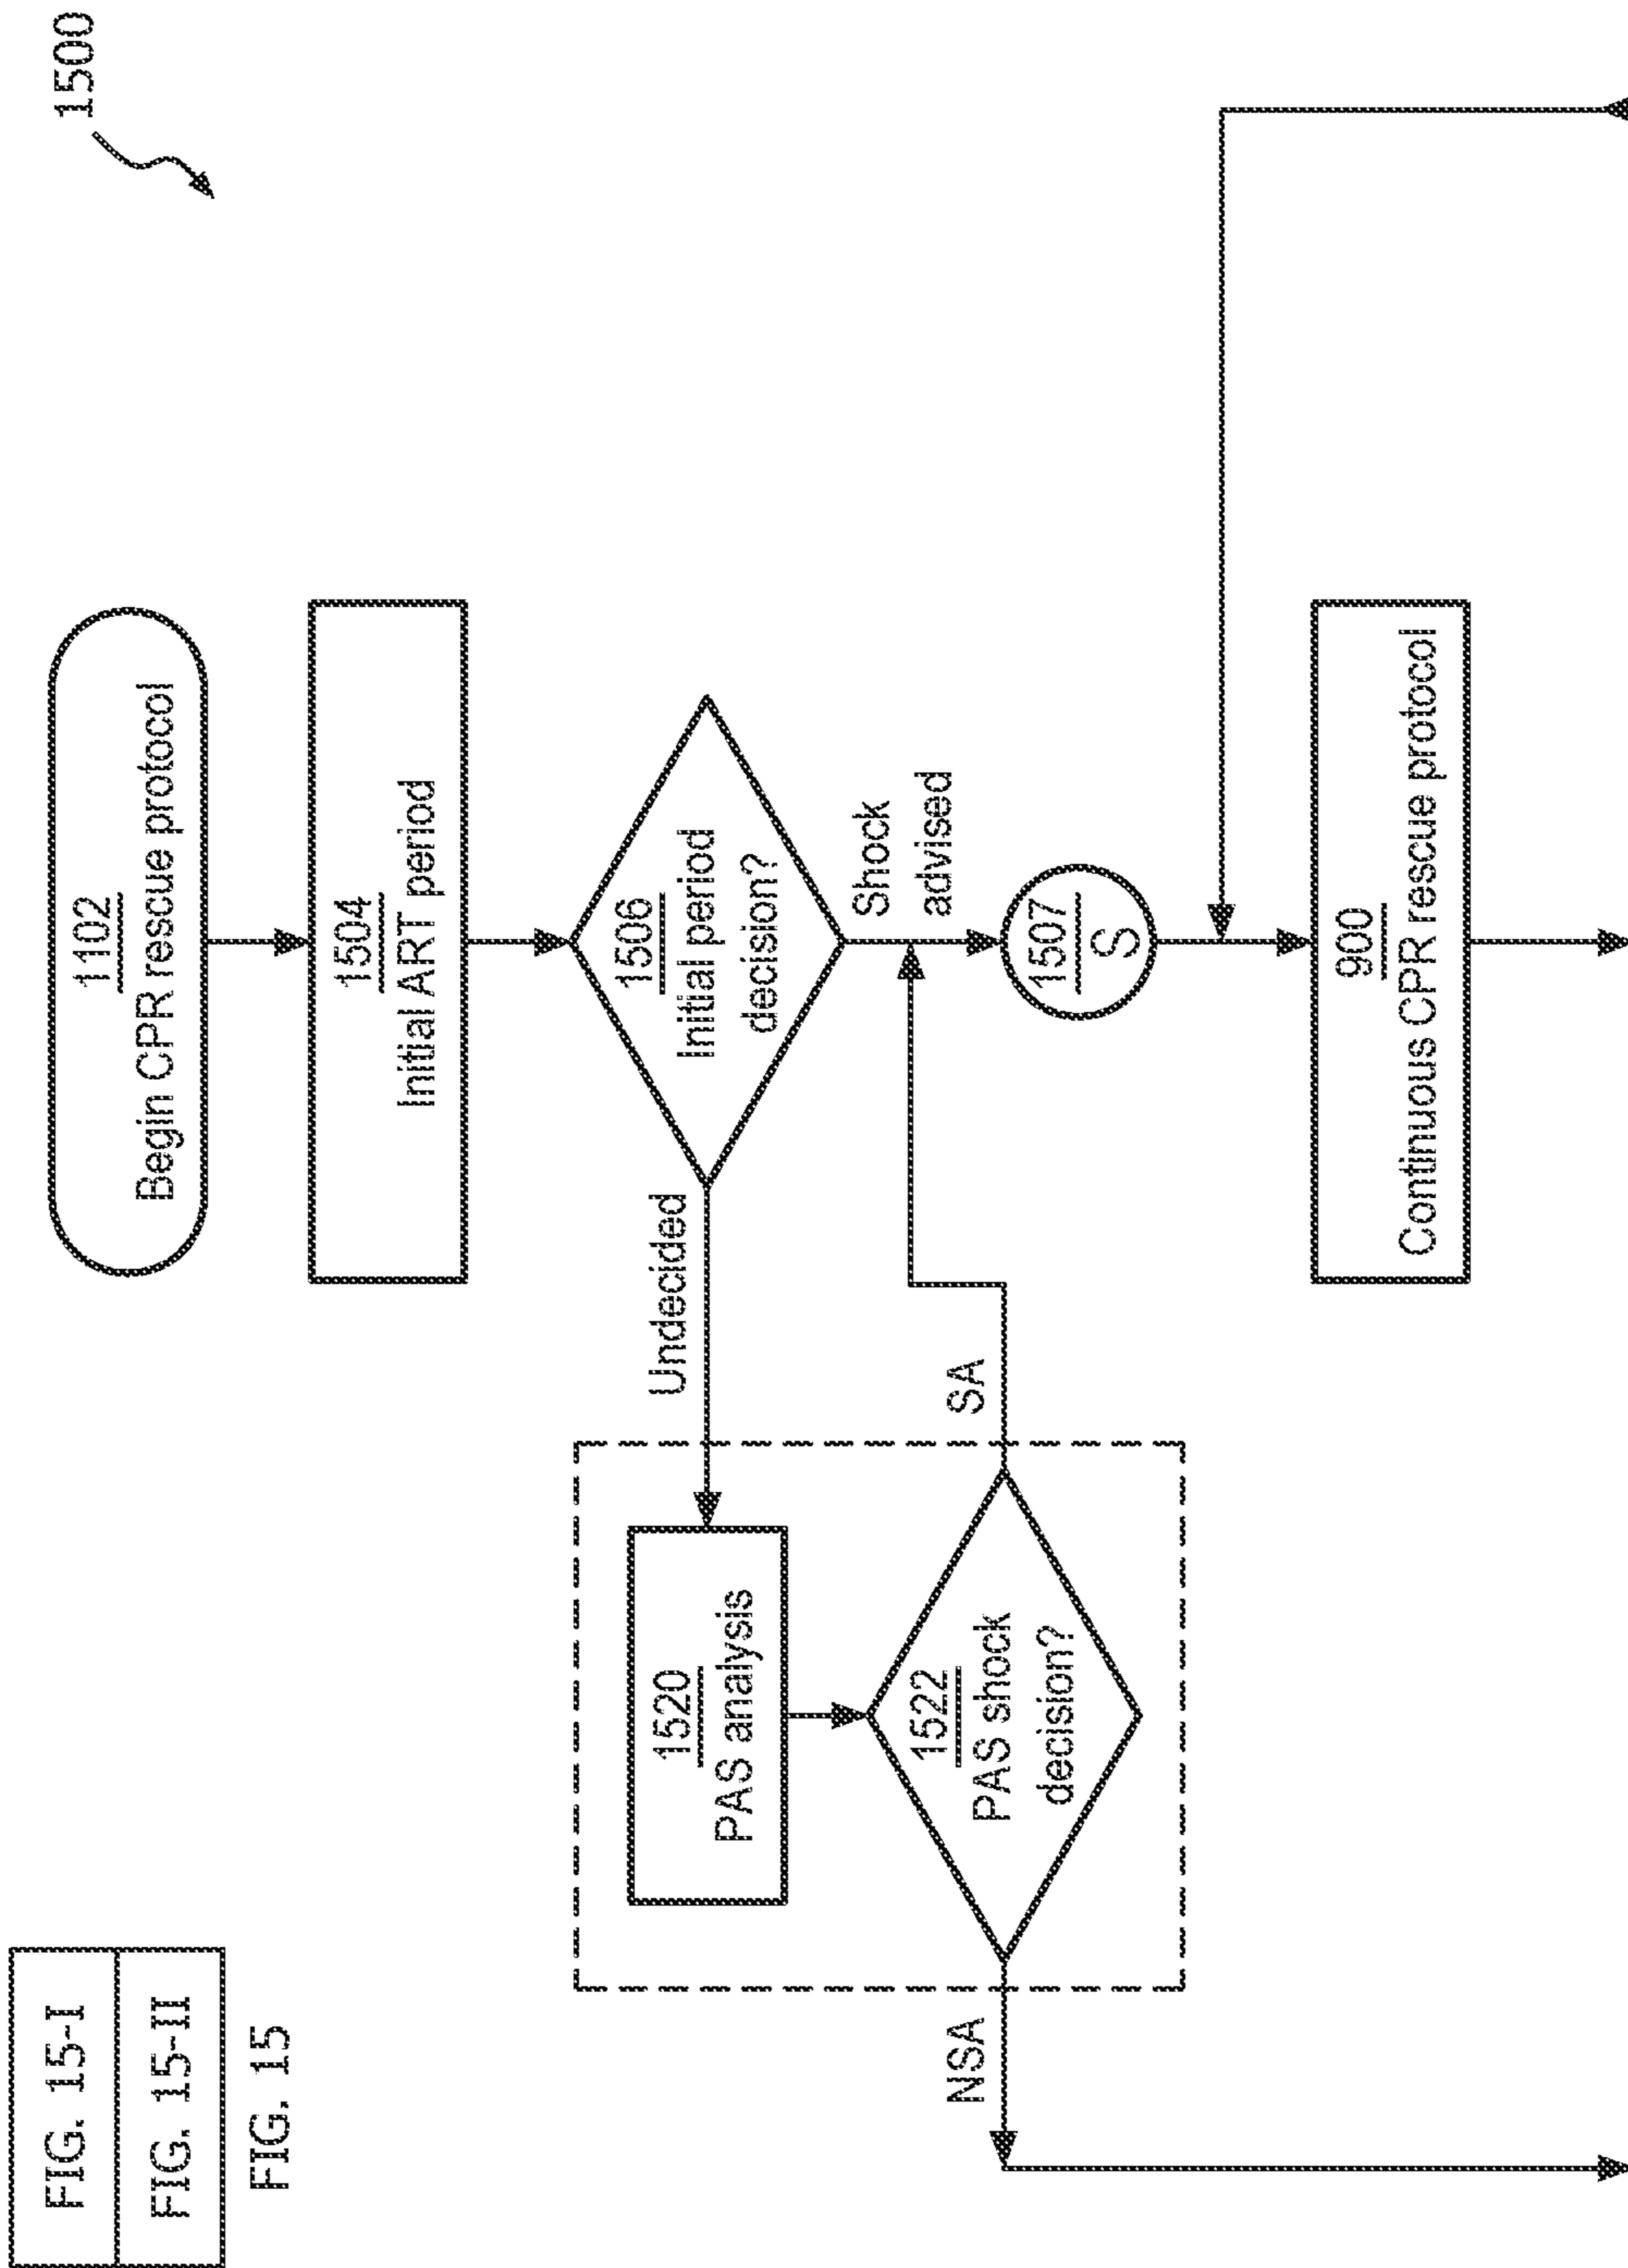 FIG. 15-I
FIG. 15-II
FIG. 15
1500
1102
Begin CPR rescue protocol
1504
Initial ART period
1506
Initial period
decision?
Undecided
Shock
advised
1520
PAS analysis
1522
PAS shock
decision?
NSA
SA
1507
S
900
Continuous CPR rescue protocol